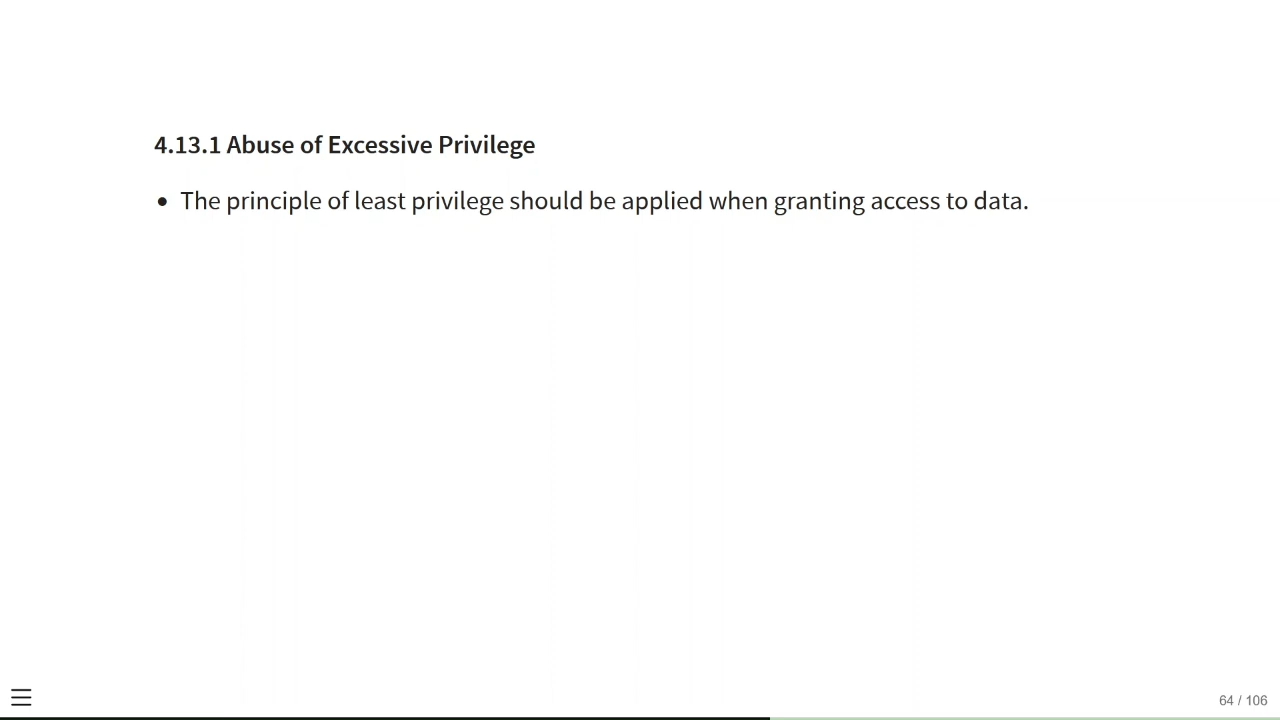 4.13.1 Abuse of Excessive Privilege
• The principle of least privilege should be applied when granting access to data.
64 / 106